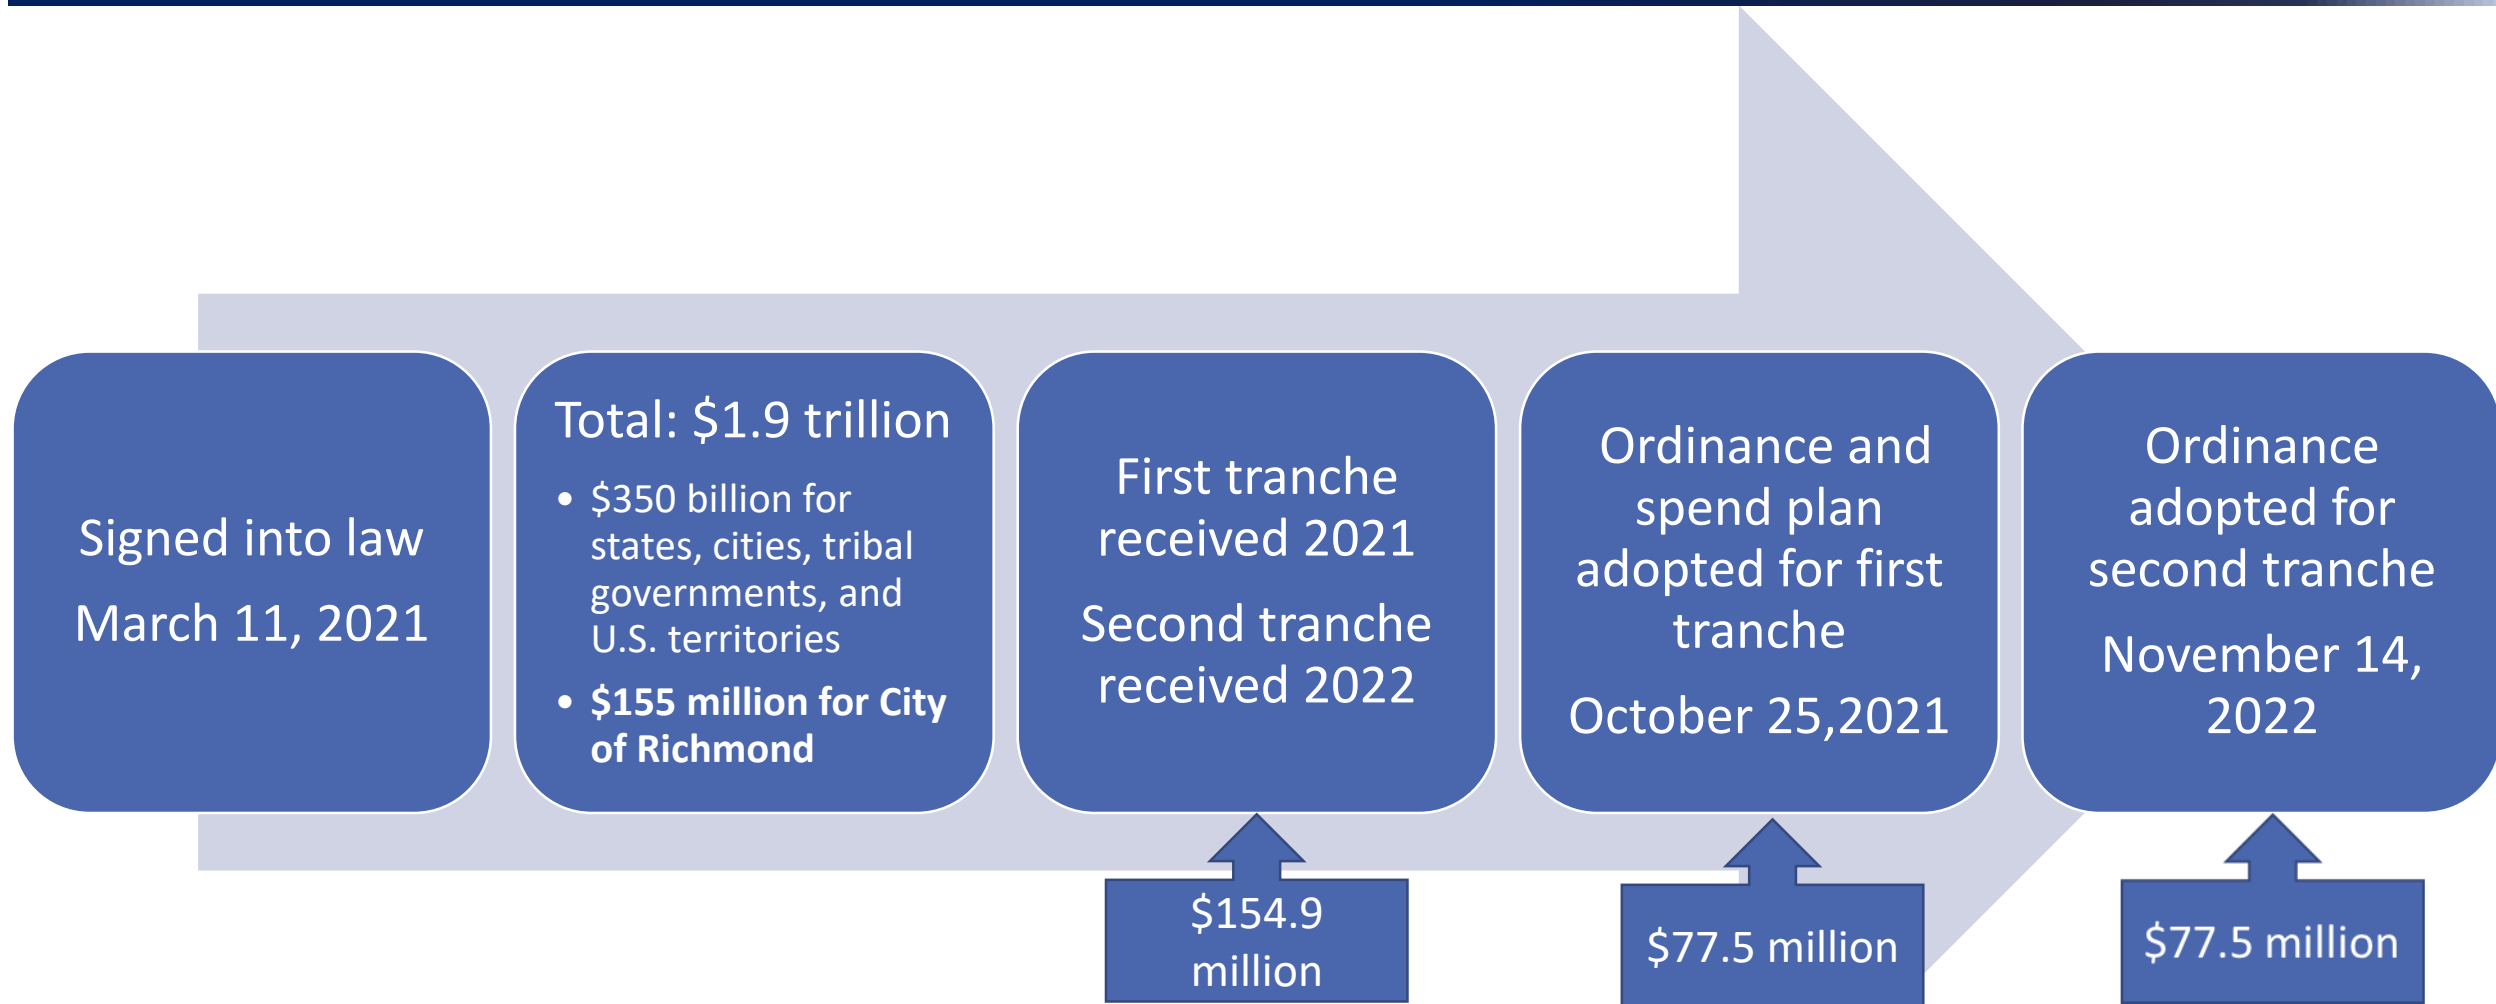 Signed into law
March 11, 2021
Total: $1.9 trillion
• $350 billion for
states, cities, tribal
governments, and
U.S. territories
• $155 million for City
of Richmond
First tranche
received 2021
Second tranche
received 2022
Ordinance and
spend plan
adopted for first
tranche
October 25,2021
Ordinance
adopted for
second tranche
November 14,
2022
$154.9
million
$77.5 million
$77.5 million